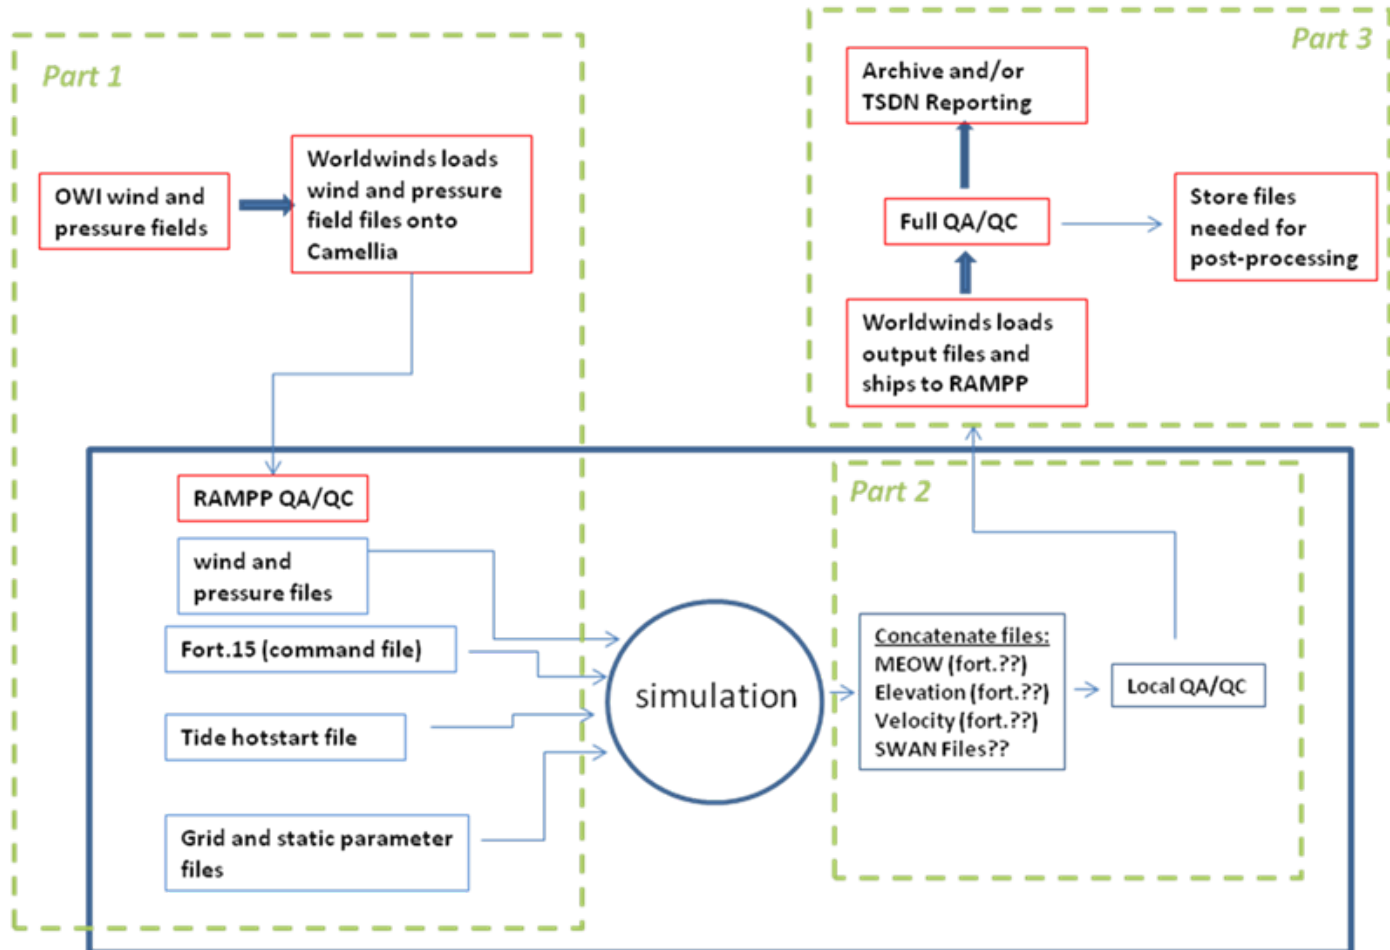 Part 1
OWI wind and
pressure fields
Worldwinds loads
wind and pressure
field files onto
Camellia
RAMPP QA/QC
wind and
pressure files
Fort.15 (command file)
Tide hotstart file
Grid and static parameter
files
simulation
Part 2
Concatenate files:
MEOW (fort.??)
Elevation (fort.??)
Velocity (fort.??)
SWAN Files??
Local QA/QC
Part 3
Archive and/or
TSDN Reporting
Full QA/QC
Store files
needed for
post-processing
Worldwinds loads
output files and
ships to RAMPP